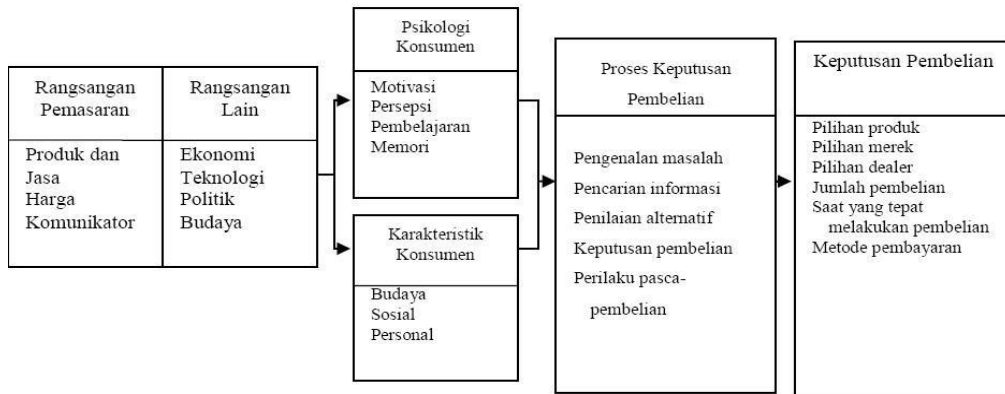 Rangsangan
Pemasaran
Produk dan
Jasa
Harga
Komunikator
Rangsangan
Lain
Ekonomi
Teknologi
Politik
Budaya
Psikologi
Konsumen
Motivasi
Persepsi
Pembelajaran
Memori
Karakteristik
Konsumen
Budaya
Sosial
Personal
Proses Keputusan
Pembelian
Pengenalan masalah
Pencarian informasi
Penilaian alternatif
Keputusan pembelian
Perilaku pasca-
pembelian
Keputusan Pembelian
Pilihan produk
Pilihan merek
Pilihan dealer
Jumlah pembelian
Saat yang tepat
melakukan pembelian
Metode pembayaran